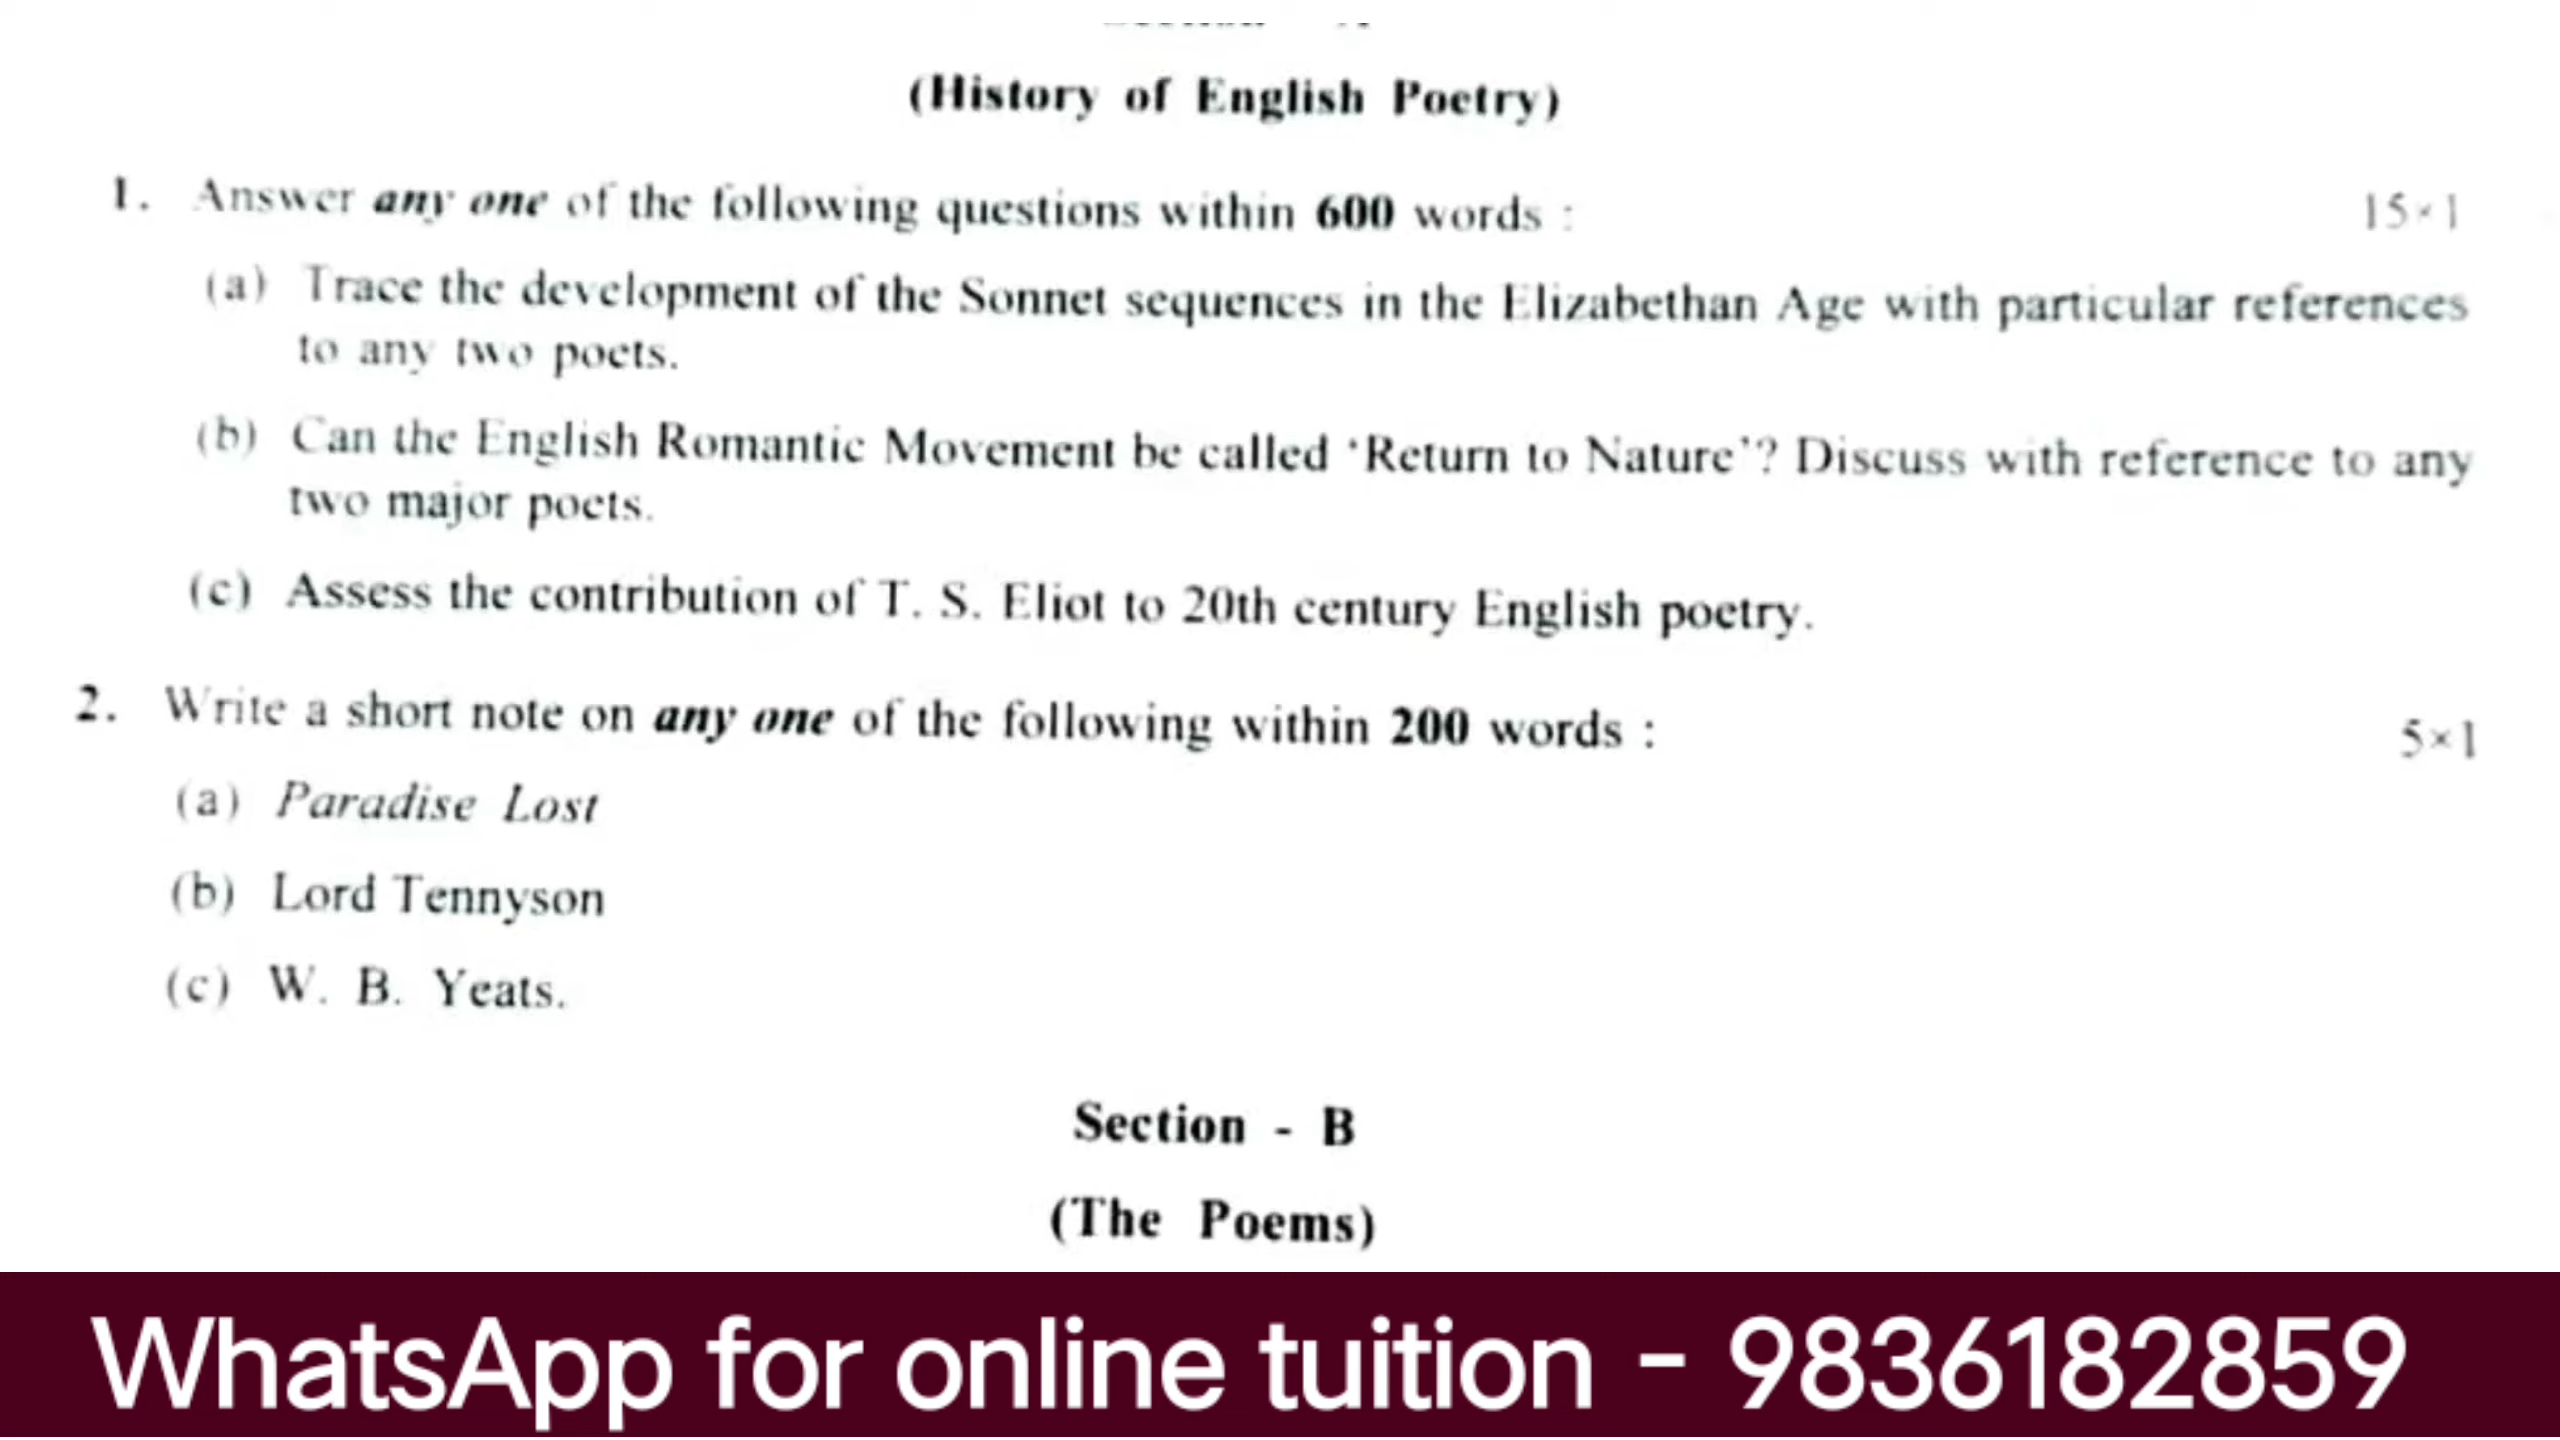 (History of English Poetry)
1. Answer any one of the following questions within 600 words : 15×1
(a) Trace the development of the Sonnet sequences in the Elizabethan Age with particular references
to any two poets.
(b) Can the English Romantic Movement be called 'Return to Nature'? Discuss with reference to any
two major poets.
(c) Assess the contribution of T. S. Eliot to 20th century English poetry.
2. Write a short note on any one of the following within 200 words : 5×1
(a) Paradise Lost
(b) Lord Tennyson
(c) W. B. Yeats.
Section - B
(The Poems)
WhatsApp for online tuition - 9836182859